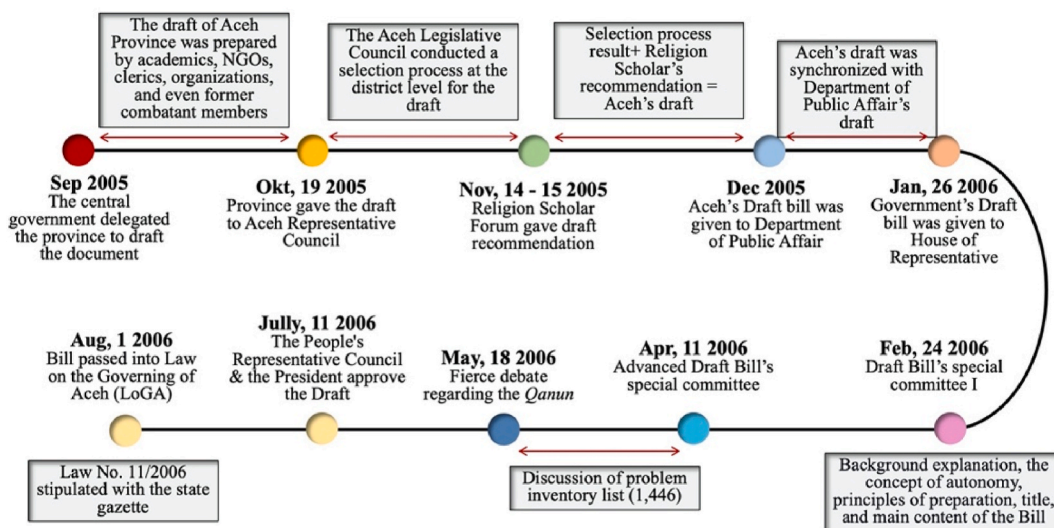 The draft of Aceh
Province was prepared
by academics, NGOs,
clerics, organizations,
and even former
combatant members
The Aceh Legislative
Council conducted a
selection process at the
district level for the
draft
Selection process
result+ Religion
Scholar's
recommendation =
Aceh's draft
Aceh's draft was
synchronized with
Department of
Public Affair's
draft
Sep 2005
The central
government delegated
the province to draft
the document
Okt, 19 2005
Province gave the draft
to Aceh Representative
Council
Nov, 14 - 15 2005
Religion Scholar
Forum gave draft
recommendation
Dec 2005
Aceh's Draft bill was
given to Department
of Public Affair
Jan, 26 2006
Government's Draft
bill was given to
House of
Representative
Aug, 1 2006
Bill passed into Law
on the Governing of
Aceh (LoGA)
Jully, 11 2006
The People's
Representative Council
& the President approve
the Draft
May, 18 2006
Fierce debate
regarding the Qanun
Apr, 11 2006
Advanced Draft Bill's
special committee
Feb, 24 2006
Draft Bill's special
committee I
Law No. 11/2006
stipulated with the state
gazette
Discussion of problem
inventory list (1,446)
Background explanation, the
concept of autonomy,
principles of preparation, title,
and main content of the Bill